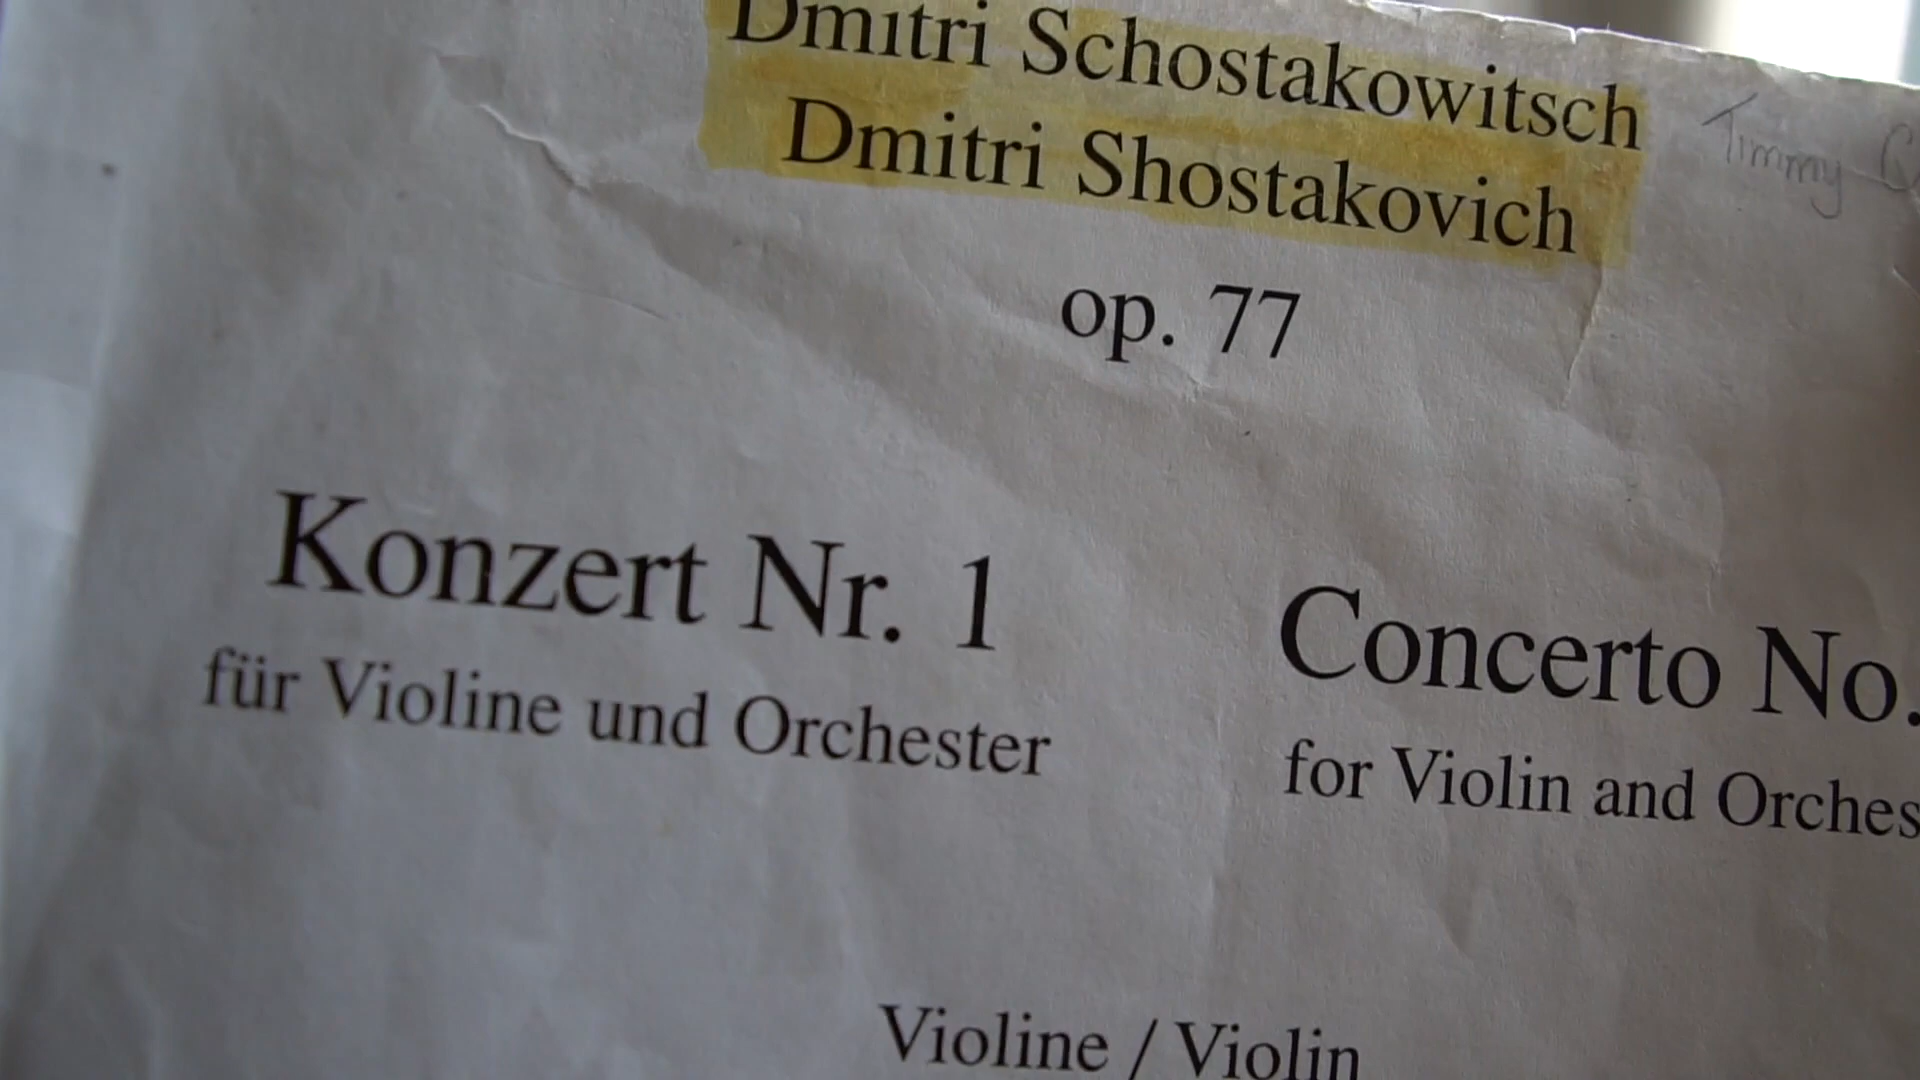 Dmitri Schostakowitsch
Dmitri Shostakovich
Timmy
op. 77
Konzert Nr. 1
für Violine und Orchester
Concerto No.
for Violin and Orches
Violine / Violin